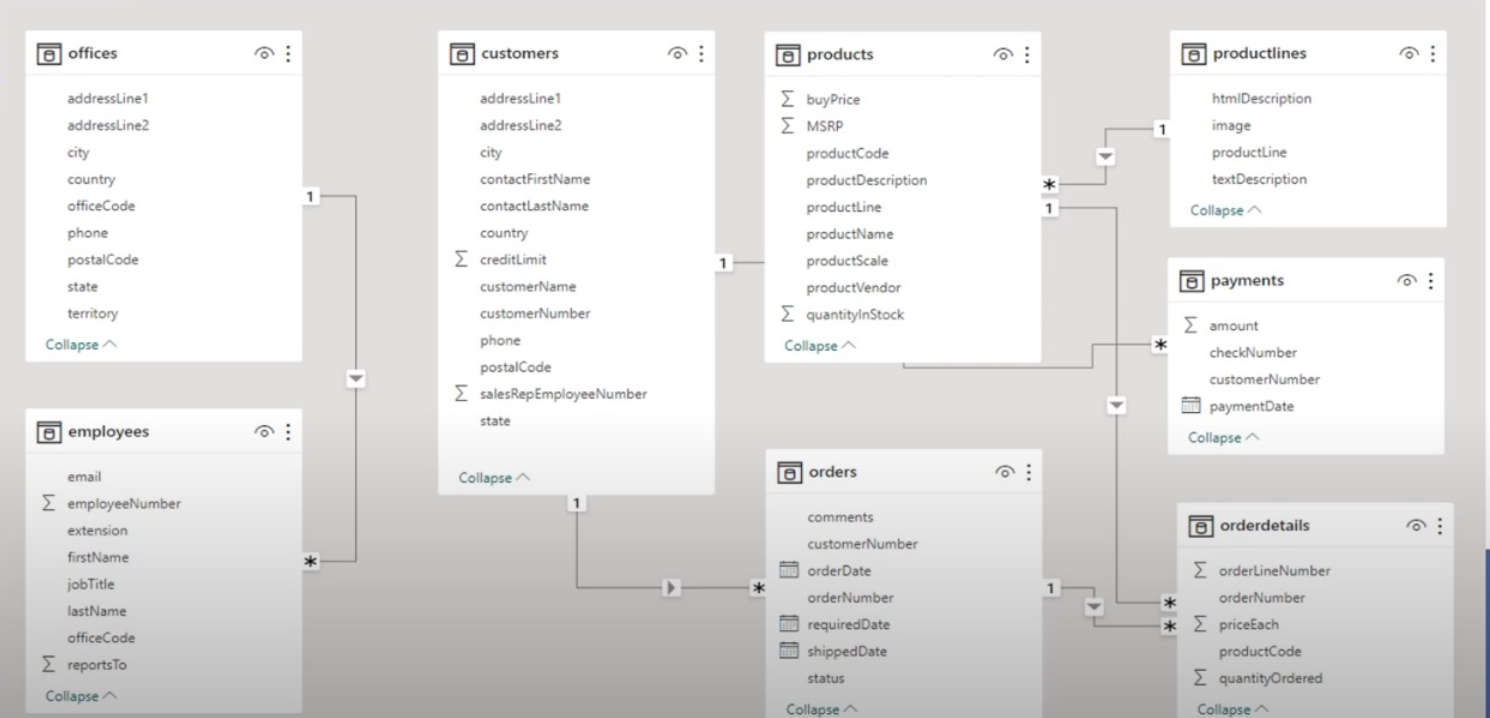 offices
addressLine1
addressLine2
city
country
officeCode
phone
postalCode
state
territory
Collapse
1
employees
email
employeeNumber
extension
firstName
jobTitle
lastName
officeCode
reportsTo
Collapse
*
customers
addressLine1
addressLine2
city
contactFirstName
contactLastName
country
creditLimit
customerName
customerNumber
phone
postalCode
salesRepEmployeeNumber
state
Collapse
1
1
products
buyPrice
MSRP
productCode
productDescription
productLine
productName
productScale
productVendor
quantityInStock
Collapse
*
1
orders
comments
customerNumber
orderDate
orderNumber
requiredDate
shippedDate
status
Collapse
*
1
productlines
htmlDescription
image
productLine
textDescription
Collapse
1
payments
amount
checkNumber
customerNumber
paymentDate
Collapse
*
orderdetails
orderLineNumber
orderNumber
priceEach
productCode
quantityOrdered
Collapse
*
*